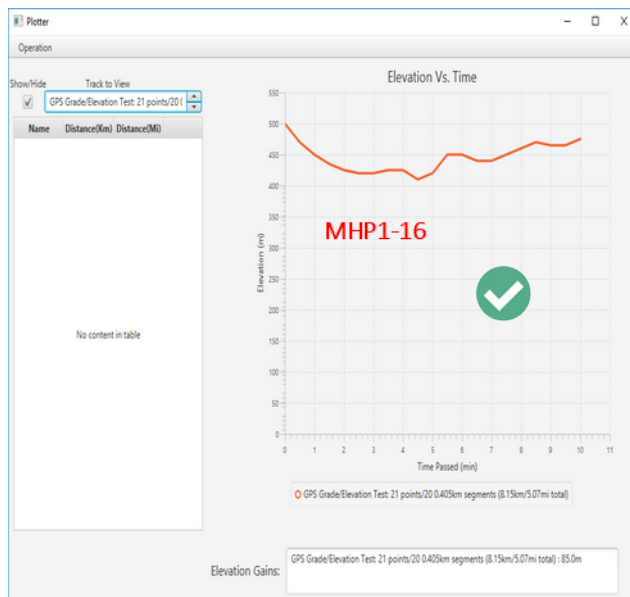 Plotter
Operation
Show/Hide
Track to View
GPS Grade/Elevation Test: 21 points/20 (
Name Distance(Km) Distance(Mi)
No content in table
Elevation Vs. Time
550
500
450
400
350
300
250
200
150
100
50
0
Elevation (m)
MHP1-16
0 1 2 3 4 5 6 7 8 9 10 11
Time Passed (min)
GPS Grade/Elevation Test: 21 points/20 0.405km segments (8.15km/5.07mi total)
Elevation Gains:
GPS Grade/Elevation Test: 21 points/20 0.405km segments (8.15km/5.07mi total) : 85.0m